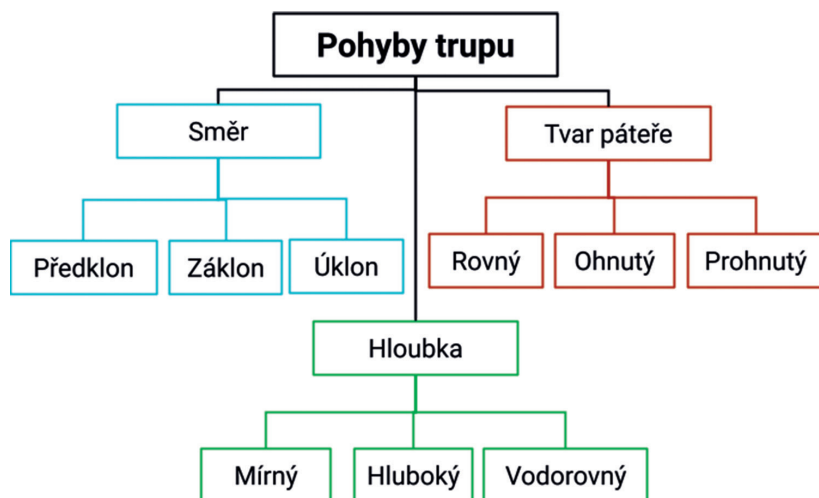 Pohyby trupu
Směr
Tvar páteře
Předklon
Záklon
Úklon
Rovný
Ohnutý
Prohnutý
Hloubka
Mírný
Hluboký
Vodorovný